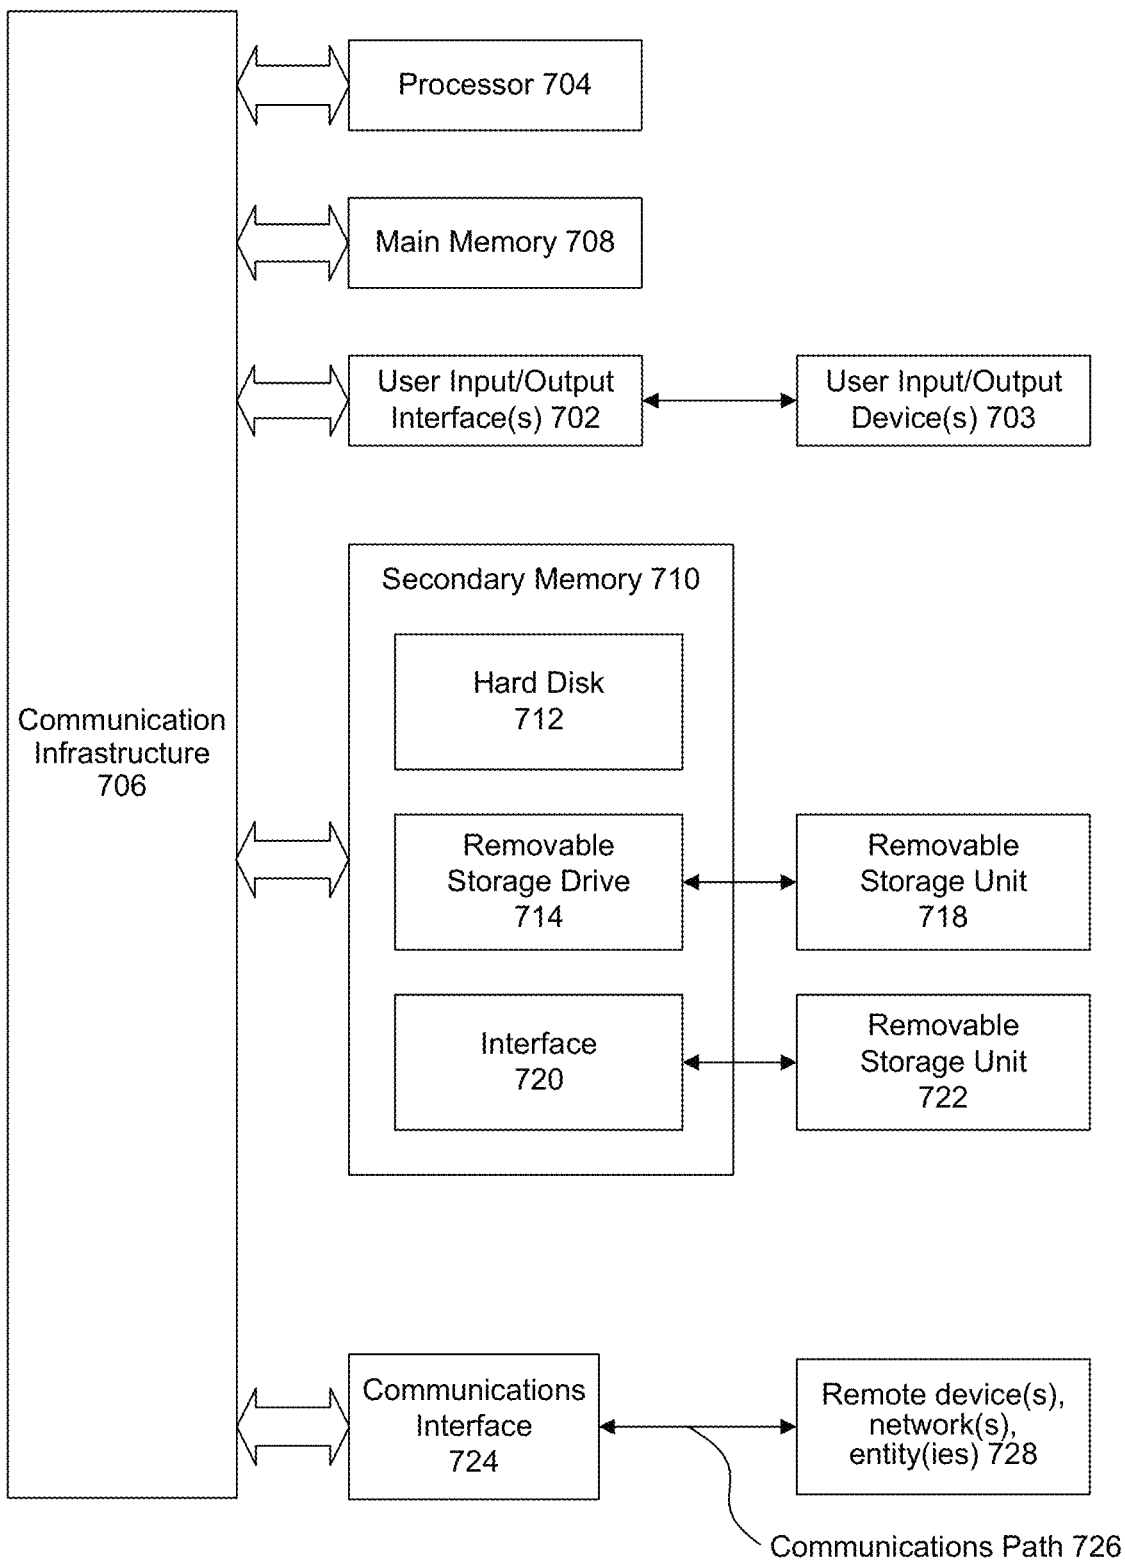 Processor 704
Main Memory 708
User Input/Output
Interface(s) 702
User Input/Output
Device(s) 703
Secondary Memory 710
Hard Disk
712
Communication
Infrastructure
706
Removable
Storage Drive
714
Removable
Storage Unit
718
Interface
720
Removable
Storage Unit
722
Communications
Interface
724
Remote device(s),
network(s),
entity(ies) 728
Communications Path 726